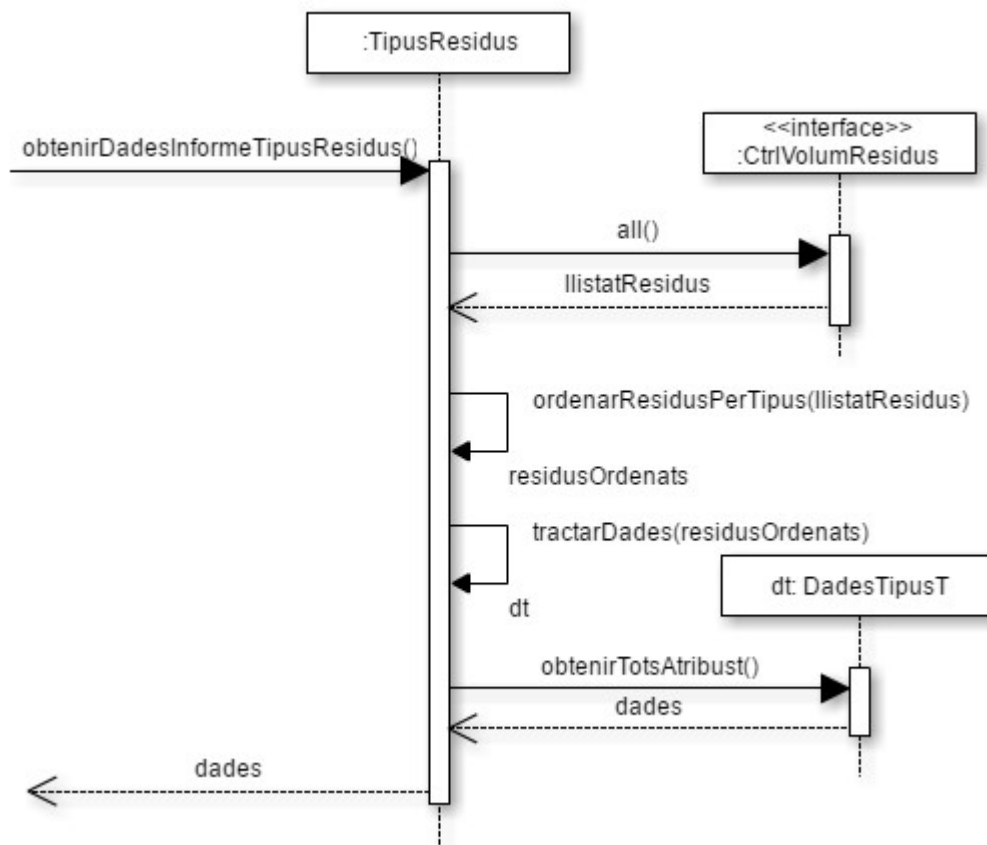 :TipusResidus
<<interface>>
:CtrlVolumResidus
obtenirDadesInformeTipusResidus()
all()
llistatResidus
ordenarResidusPerTipus(llistatResidus)
residusOrdenats
tractarDades(residusOrdenats)
dt
dt: DadesTipusT
obtenirTotsAtribust()
dades
dades